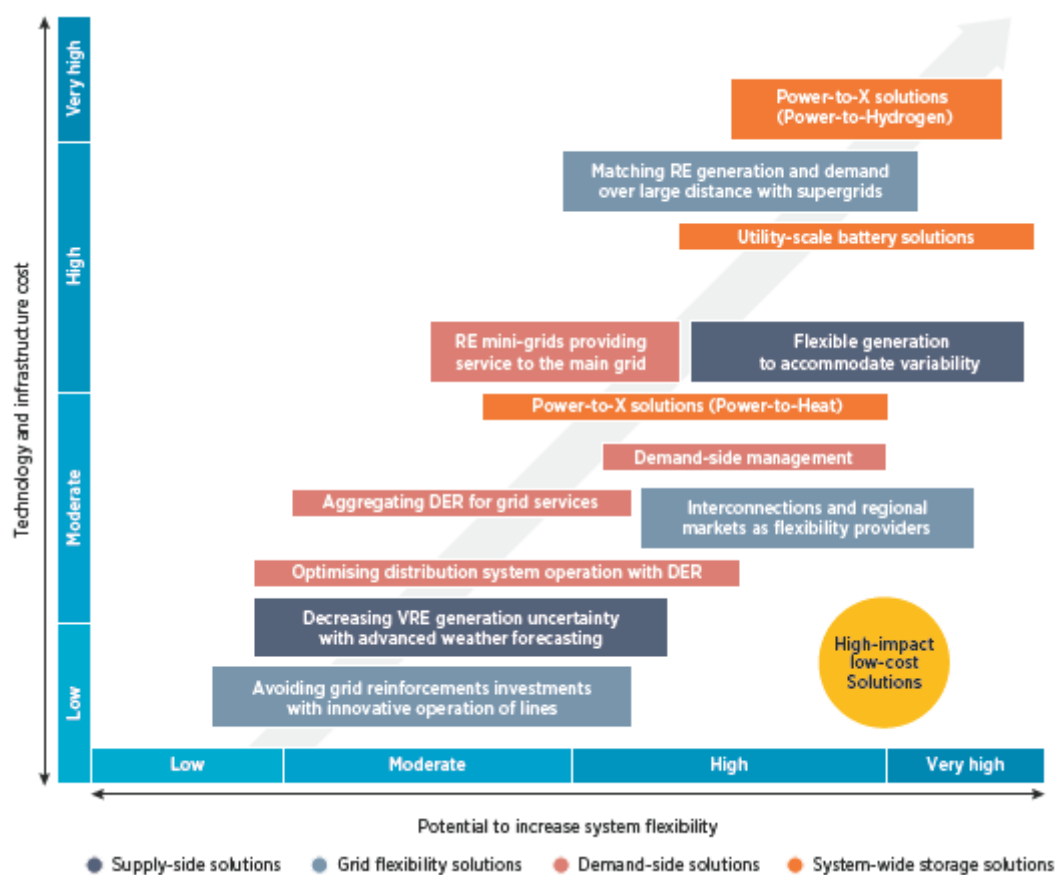 Technology and infrastructure cost
Very high
High
Moderate
Low
Power-to-X solutions
(Power-to-Hydrogen)
Matching RE generation and demand
over large distance with supergrids
Utility-scale battery solutions
RE mini-grids providing
service to the main grid
Flexible generation
to accommodate variability
Power-to-X solutions (Power-to-Heat)
Demand-side management
Aggregating DER for grid services
Interconnections and regional
markets as flexibility providers
Optimising distribution system operation with DER
Decreasing VRE generation uncertainty
with advanced weather forecasting
High-impact
low-cost
Solutions
Avoiding grid reinforcements investments
with innovative operation of lines
Low
Moderate
High
Very high
Potential to increase system flexibility
Supply-side solutions
Grid flexibility solutions
Demand-side solutions
System-wide storage solutions